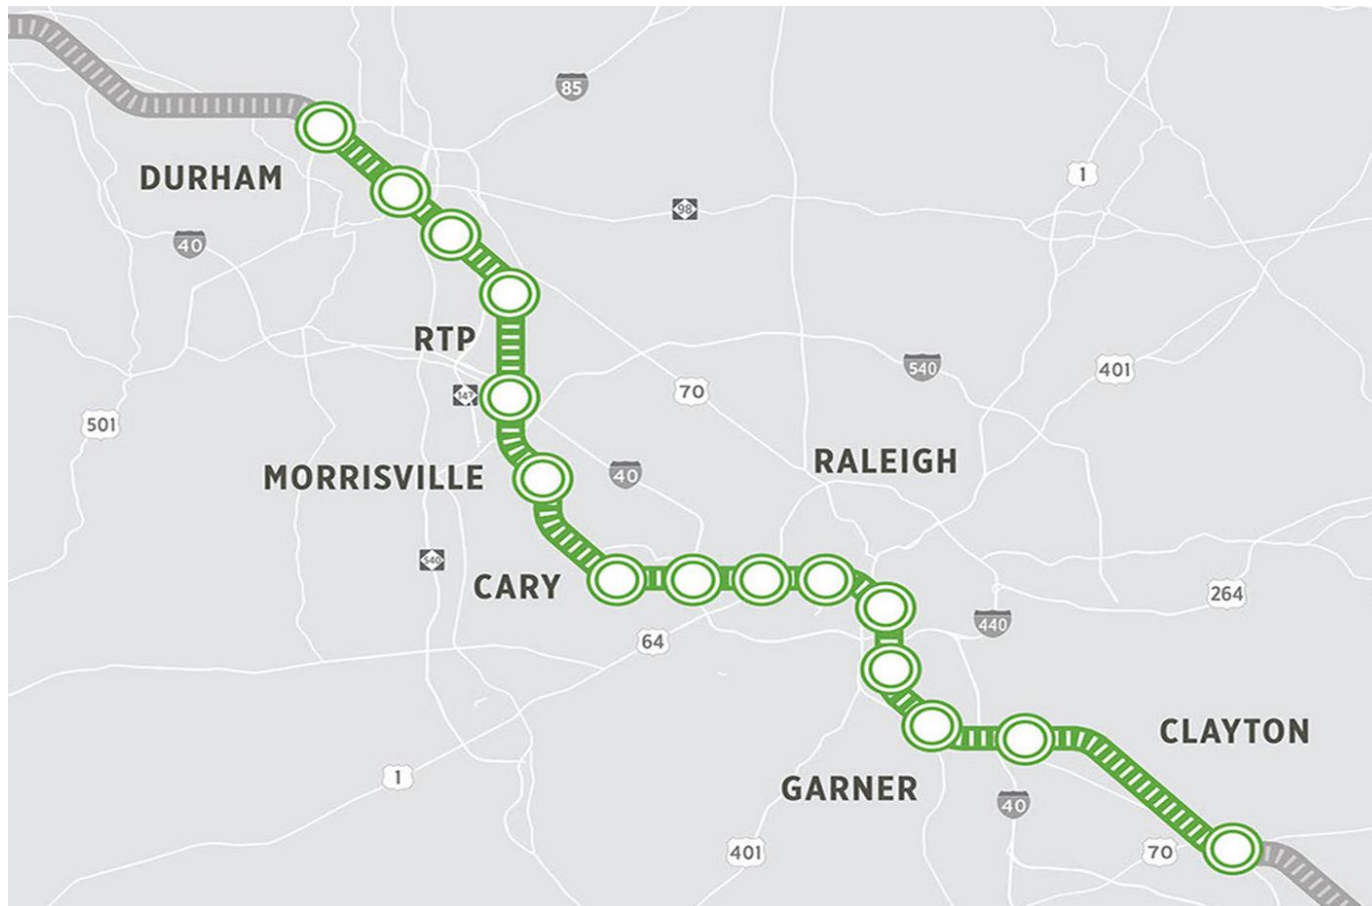 85
DURHAM
1
98
40
RTP
540
401
147
70
501
RALEIGH
MORRISVILLE
40
540
CARY
264
64
440
CLAYTON
1
GARNER
40
401
70